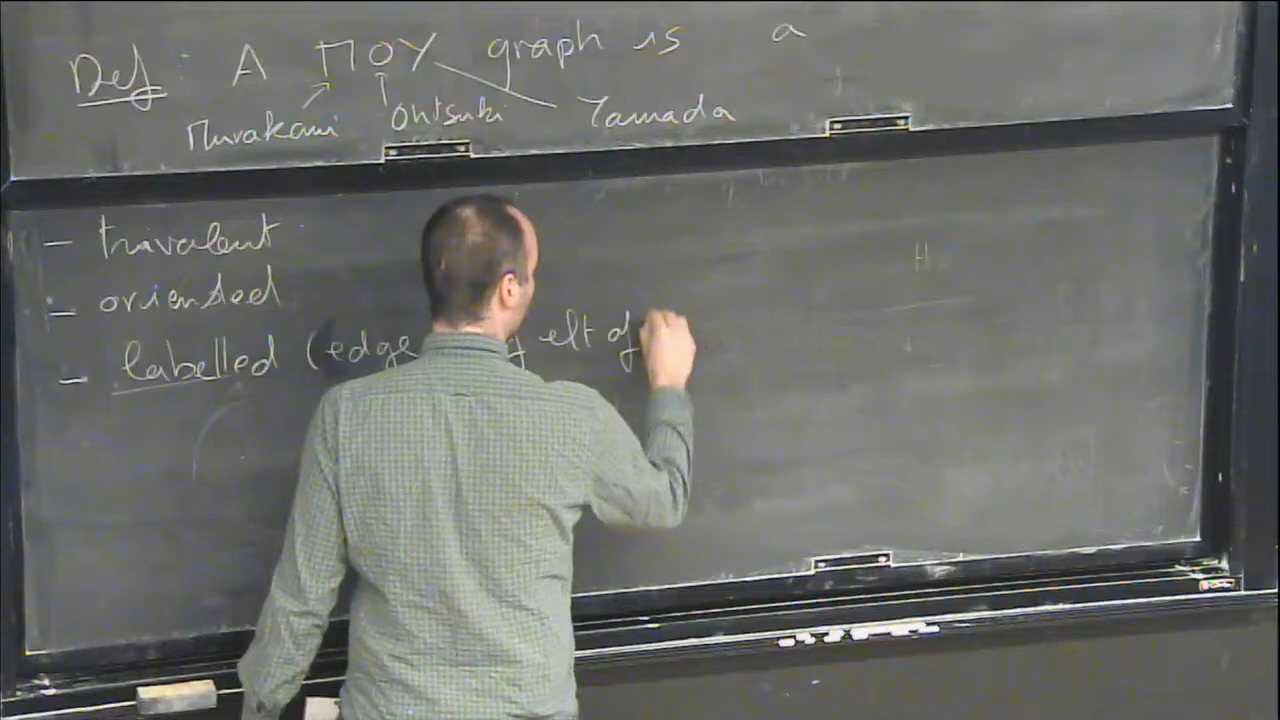 Def: A MOY graph is a
Murakami Ohtsuki Yamada
- trivalent
- oriented
- labelled (edge elt of